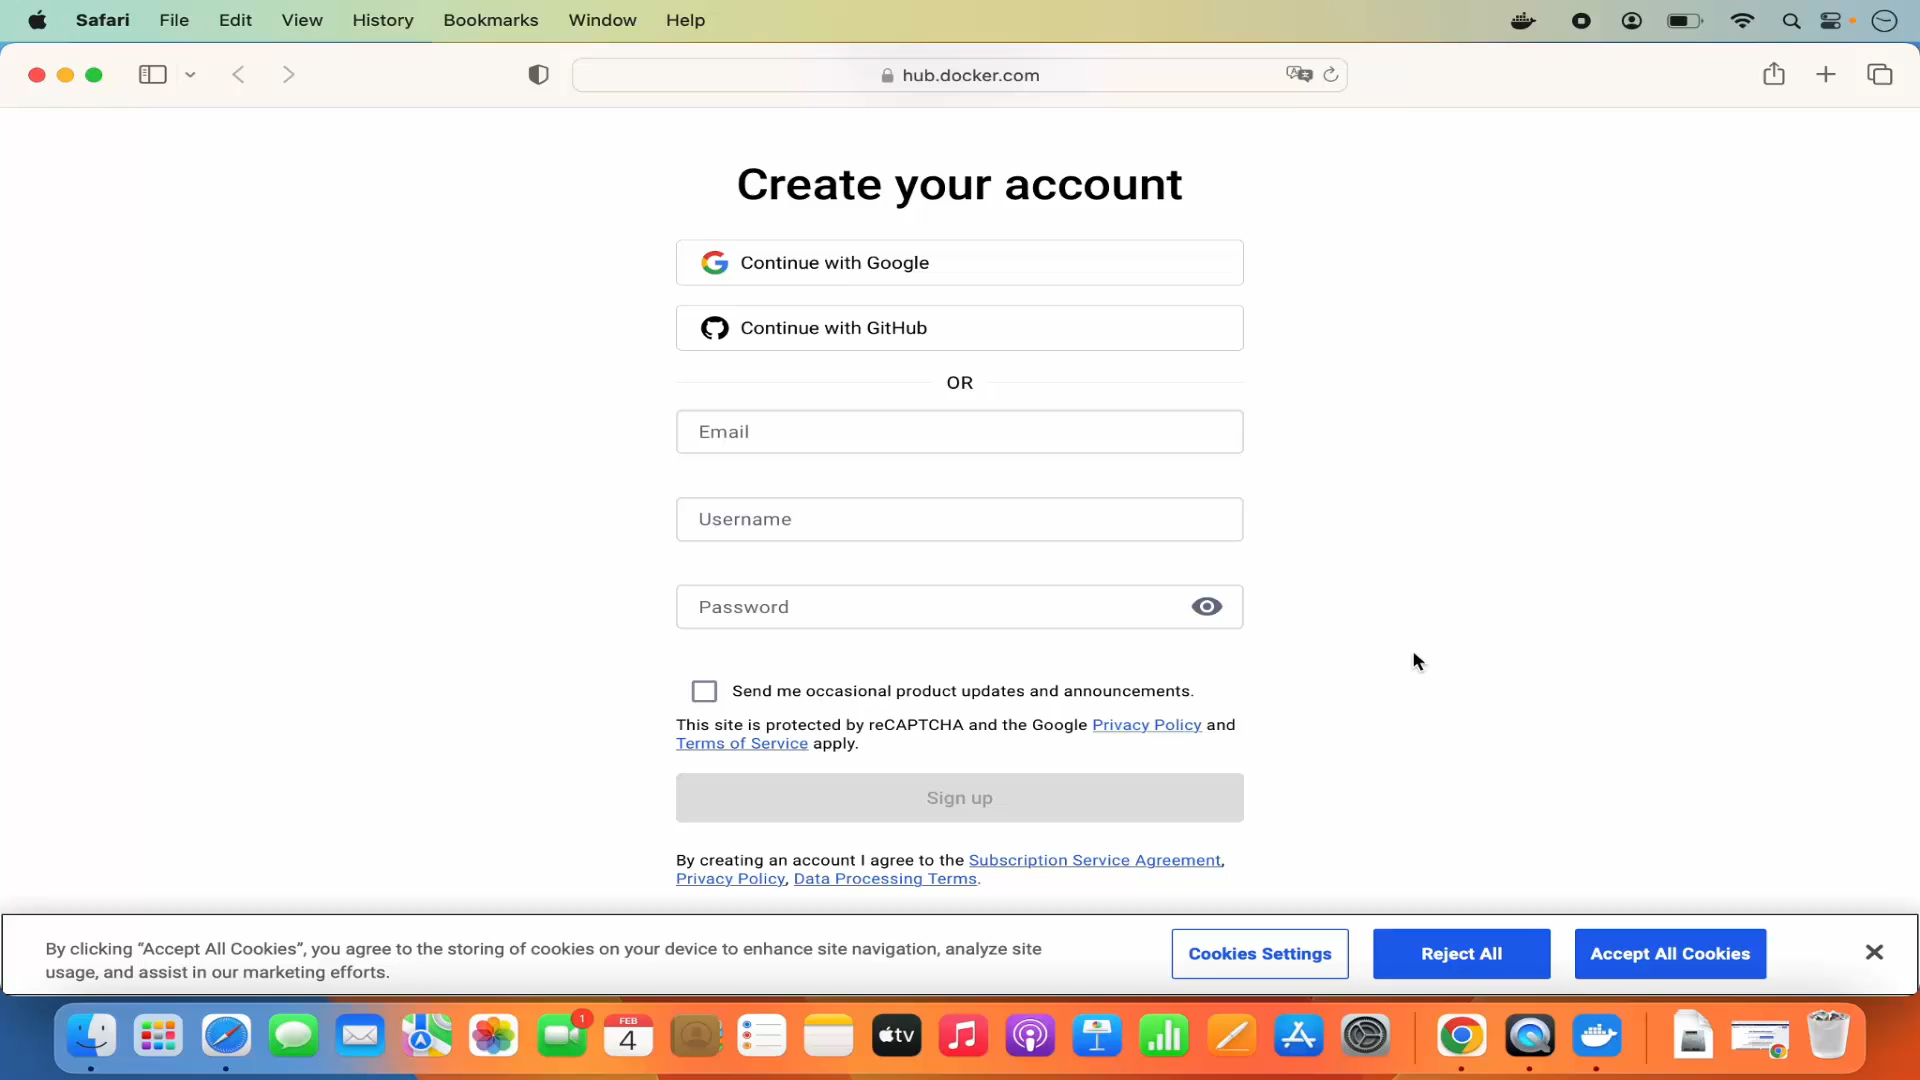 Safari File Edit View History Bookmarks Window Help
hub.docker.com
Create your account
Continue with Google
Continue with GitHub
OR
Email
Username
Password
Send me occasional product updates and announcements.
This site is protected by reCAPTCHA and the Google Privacy Policy and
Terms of Service apply.
Sign up
By creating an account I agree to the Subscription Service Agreement,
Privacy Policy, Data Processing Terms.
By clicking “Accept All Cookies”, you agree to the storing of cookies on your device to enhance site navigation, analyze site
usage, and assist in our marketing efforts.
Cookies Settings
Reject All
Accept All Cookies
1
FEB
4
tv